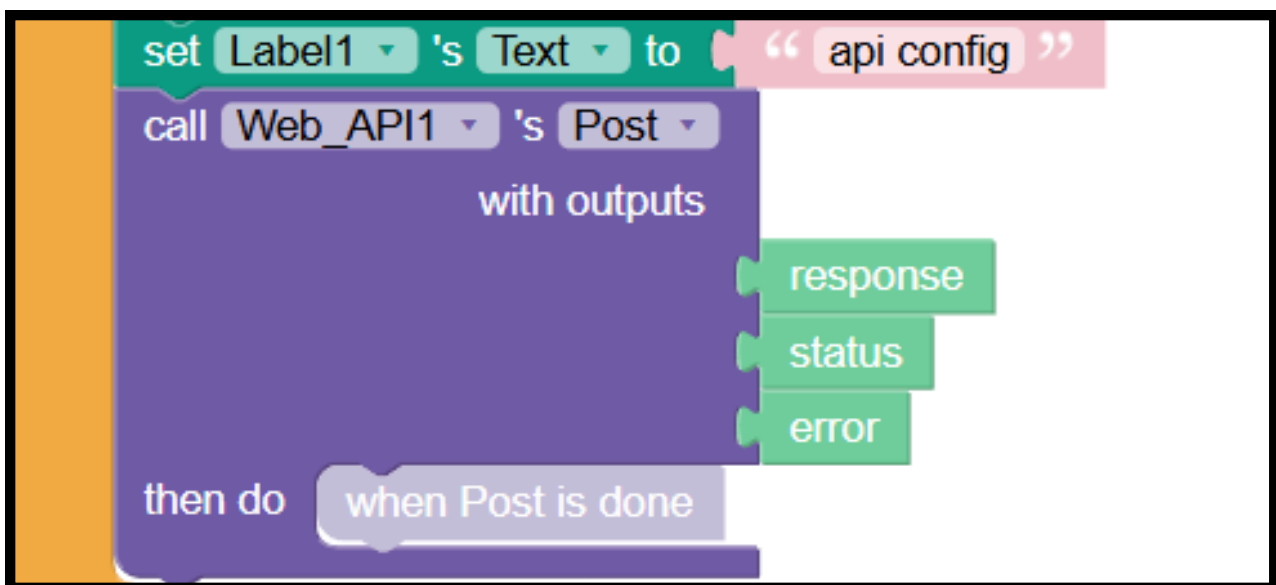 set Label1 's Text to “ api config ”
call Web_API1 's Post
with outputs
response
status
error
then do when Post is done